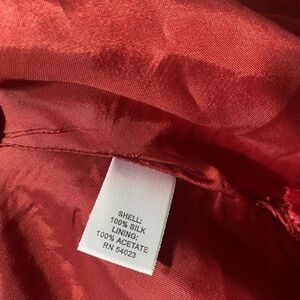 SHELL:
100% SILK
LINING:
100% ACETATE
RN 54023